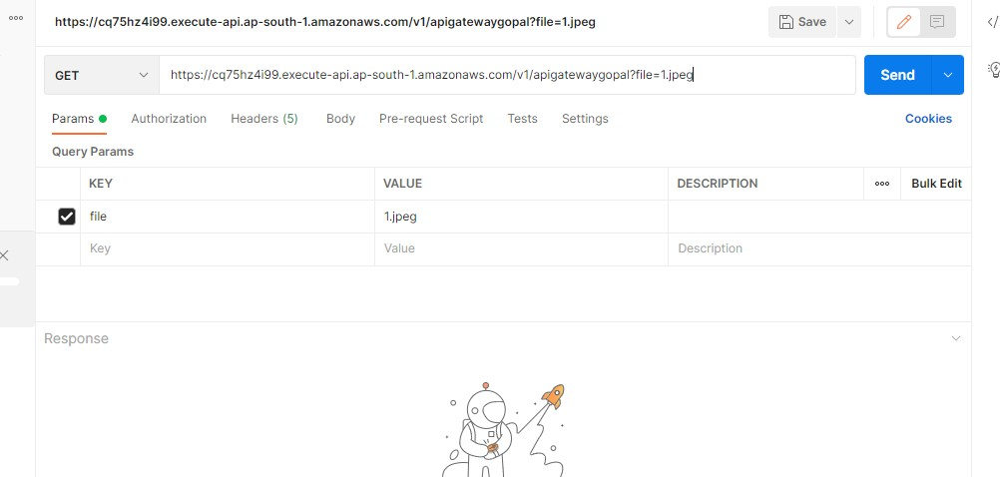 https://cq75hz4i99.execute-api.ap-south-1.amazonaws.com/v1/apigatewaygopal?file=1.jpeg Save
GET https://cq75hz4i99.execute-api.ap-south-1.amazonaws.com/v1/apigatewaygopal?file=1.jpeg Send
Params Authorization Headers (5) Body Pre-request Script Tests Settings Cookies
Query Params
KEY VALUE DESCRIPTION Bulk Edit
file 1.jpeg
Key Value Description
Response